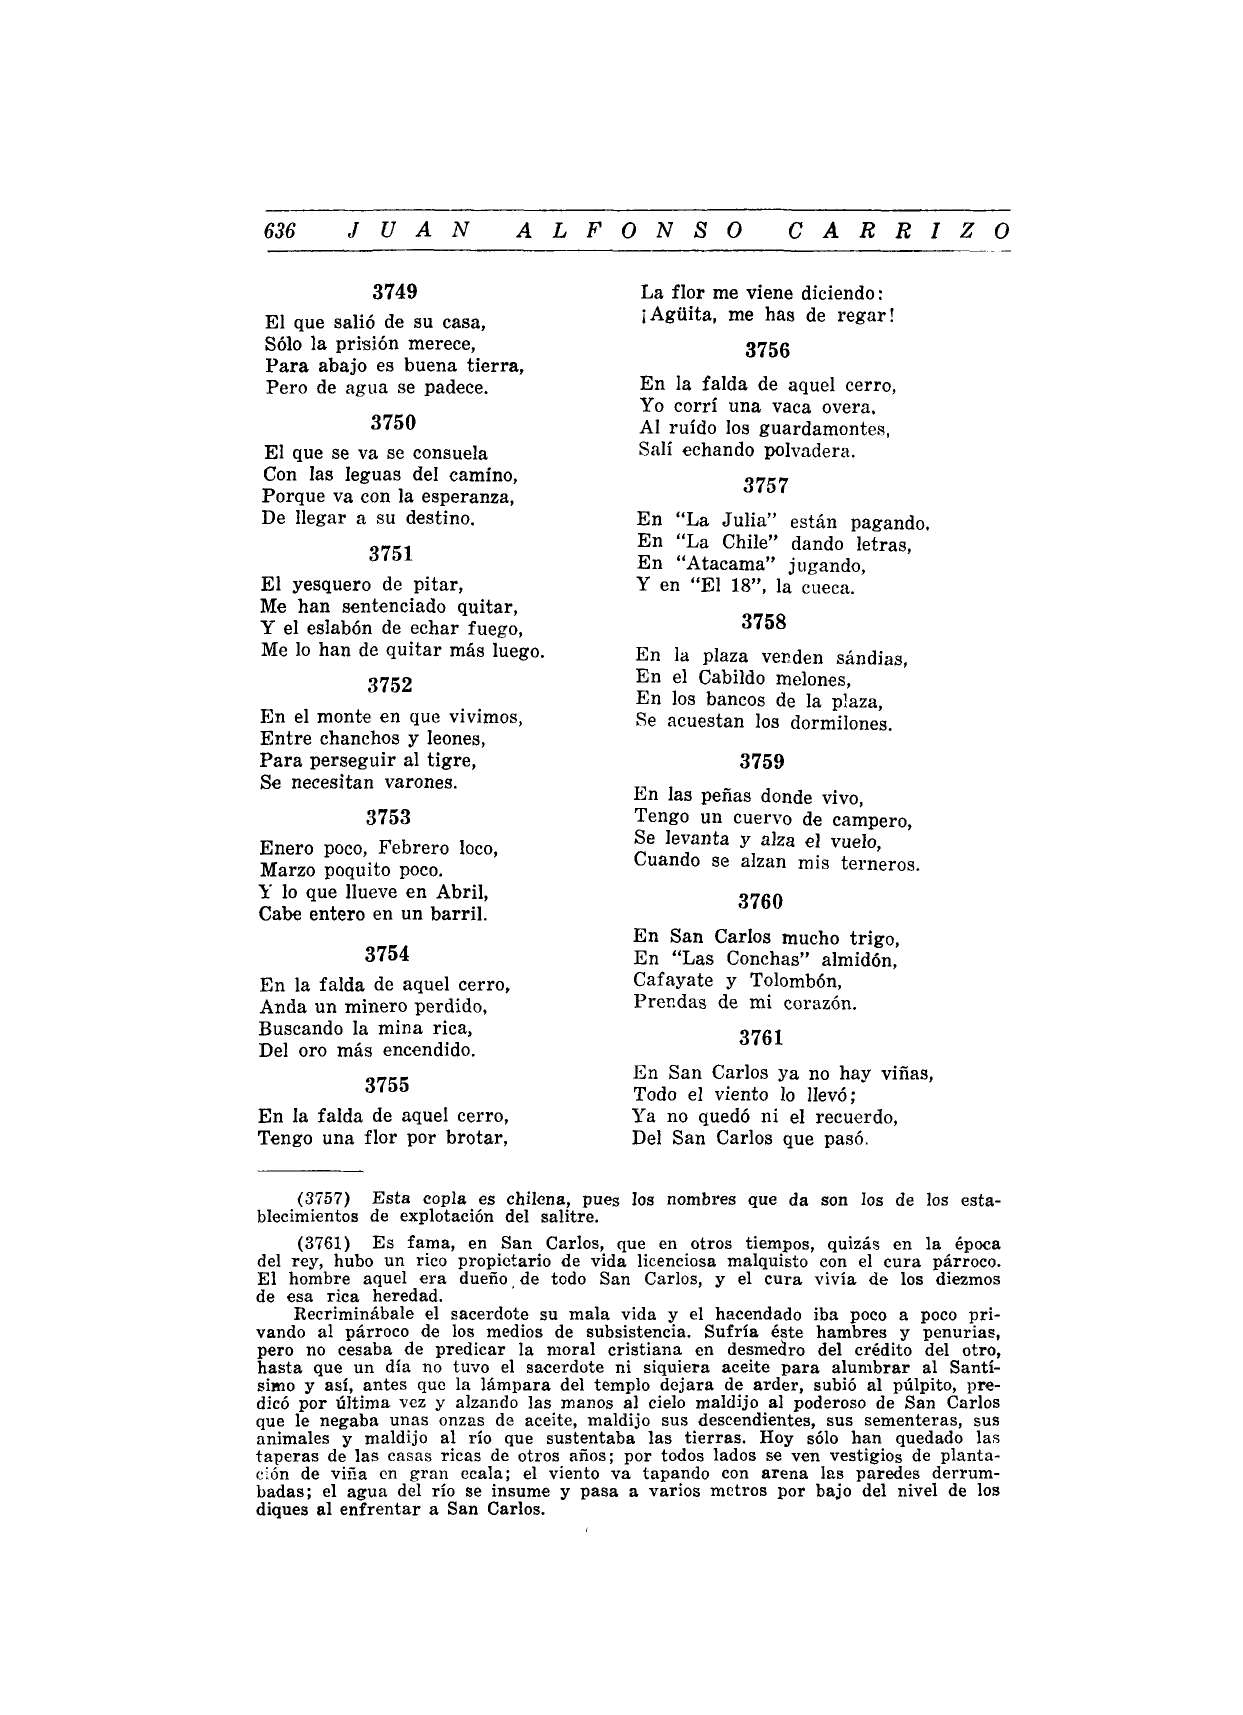 636 JUAN ALFONSO CARRIZO
3749
El que salió de su casa,
Sólo la prisión merece,
Para abajo es buena tierra,
Pero de agua se padece.
3750
El que se va se consuela
Con las leguas del camino,
Porque va con la esperanza,
De llegar a su destino.
3751
El yesquero de pitar,
Me han sentenciado quitar,
Y el eslabón de echar fuego,
Me lo han de quitar más luego.
3752
En el monte en que vivimos,
Entre chanchos y leones,
Para perseguir al tigre,
Se necesitan varones.
3753
Enero poco, Febrero loco,
Marzo poquito poco.
Y lo que llueve en Abril,
Cabe entero en un barril.
3754
En la falda de aquel cerro,
Anda un minero perdido,
Buscando la mina rica,
Del oro más encendido.
3755
En la falda de aquel cerro,
Tengo una flor por brotar,
La flor me viene diciendo:
¡Agüita, me has de regar!
3756
En la falda de aquel cerro,
Yo corrí una vaca overa.
Al ruído los guardamontes,
Salí echando polvadera.
3757
En "La Julia" están pagando.
En "La Chile" dando letras,
En "Atacama" jugando,
Y en "El 18", la cueca.
3758
En la plaza venden sándias,
En el Cabildo melones,
En los bancos de la plaza,
Se acuestan los dormilones.
3759
En las peñas donde vivo,
Tengo un cuervo de campero,
Se levanta y alza el vuelo,
Cuando se alzan mis terneros.
3760
En San Carlos mucho trigo,
En "Las Conchas" almidón,
Cafayate y Tolombón,
Prendas de mi corazón.
3761
En San Carlos ya no hay viñas,
Todo el viento lo llevó;
Ya no quedó ni el recuerdo,
Del San Carlos que pasó.
(3757) Esta copla es chilena, pues los nombres que da son los de los esta-
blecimientos de explotación del salitre.
(3761) Es fama, en San Carlos, que en otros tiempos, quizás en la época
del rey, hubo un rico propietario de vida licenciosa malquisto con el cura párroco.
El hombre aquel era dueño de todo San Carlos, y el cura vivía de los diezmos
de esa rica heredad.
Recriminábale el sacerdote su mala vida y el hacendado iba poco a poco pri-
vando al párroco de los medios de subsistencia. Sufría éste hambres y penurias,
pero no cesaba de predicar la moral cristiana en desmedro del crédito del otro,
hasta que un día no tuvo el sacerdote ni siquiera aceite para alumbrar al Santí-
simo y así, antes que la lámpara del templo dejara de arder, subió al púlpito, pre-
dicó por última vez y alzando las manos al cielo maldijo al poderoso de San Carlos
que le negaba unas onzas de aceite, maldijo sus descendientes, sus sementeras, sus
animales y maldijo al río que sustentaba las tierras. Hoy sólo han quedado las
taperas de las casas ricas de otros años; por todos lados se ven vestigios de planta-
ción de viña en gran ecala; el viento va tapando con arena las paredes derrum-
badas; el agua del río se insume y pasa a varios metros por bajo del nivel de los
diques al enfrentar a San Carlos.